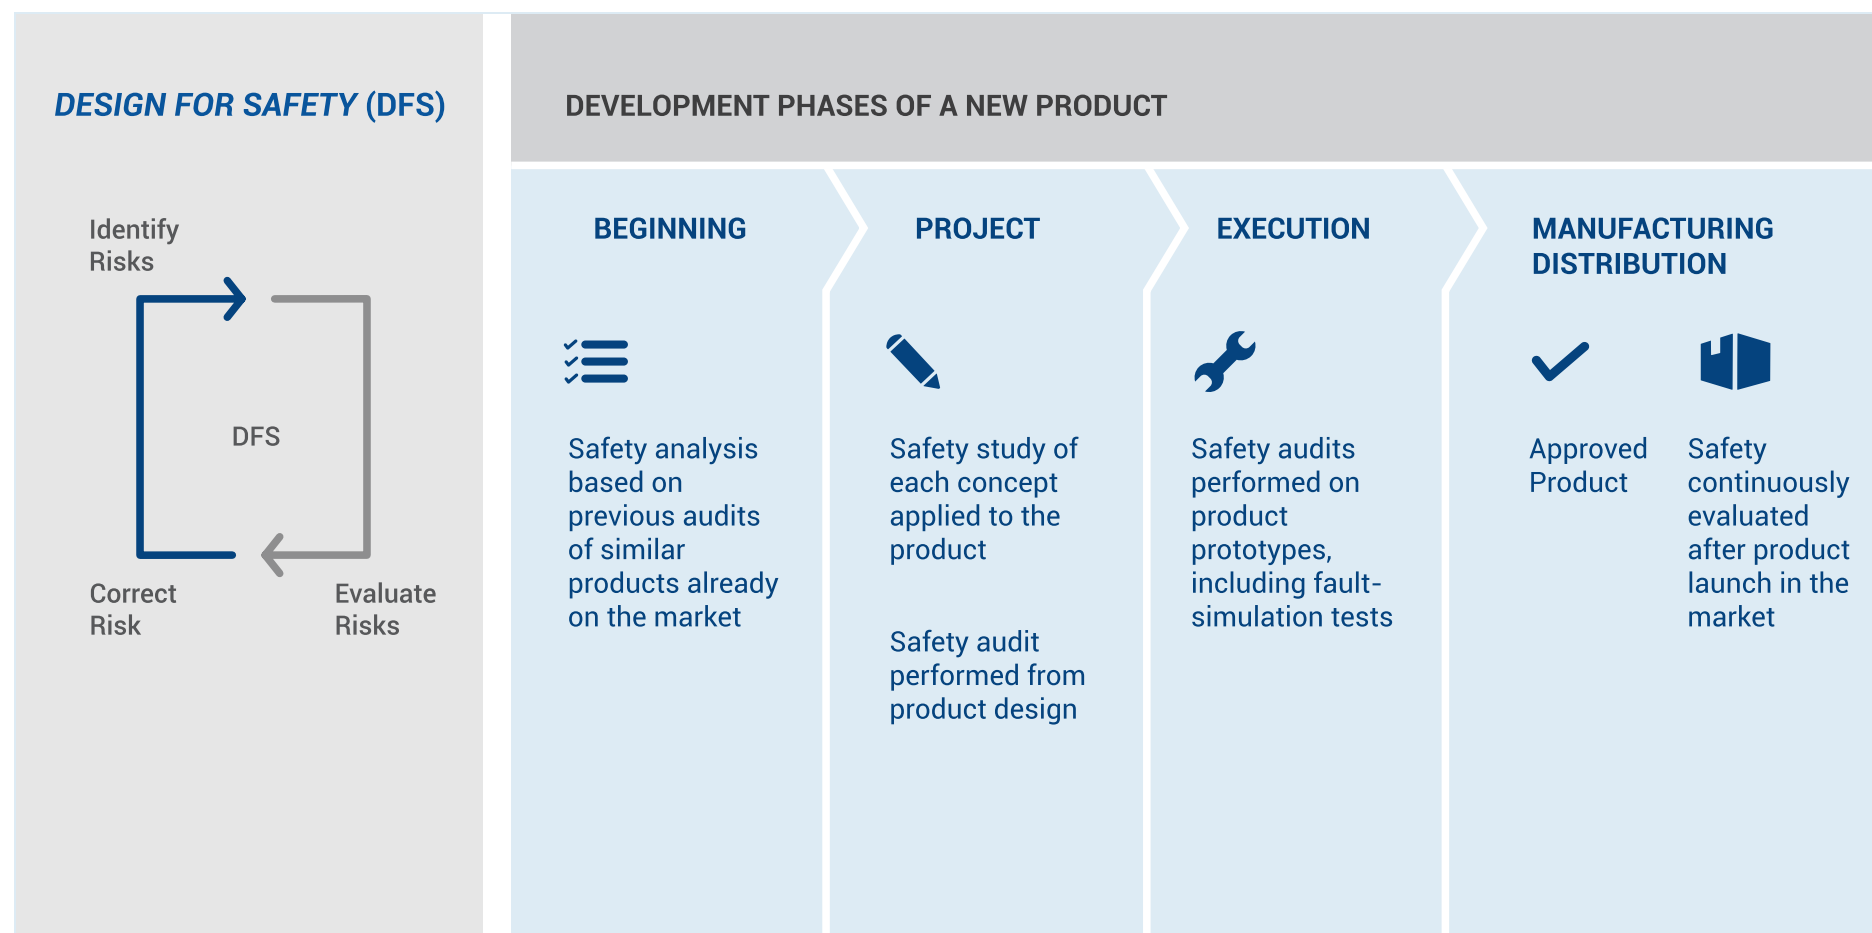 DESIGN FOR SAFETY (DFS)
Identify
Risks
DFS
Correct
Risk
Evaluate
Risks
DEVELOPMENT PHASES OF A NEW PRODUCT
BEGINNING
Safety analysis
based on
previous audits
of similar
products already
on the market
PROJECT
Safety study of
each concept
applied to the
product
Safety audit
performed from
product design
EXECUTION
Safety audits
performed on
product
prototypes,
including fault-
simulation tests
MANUFACTURING
DISTRIBUTION
Approved
Product
Safety
continuously
evaluated
after product
launch in the
market